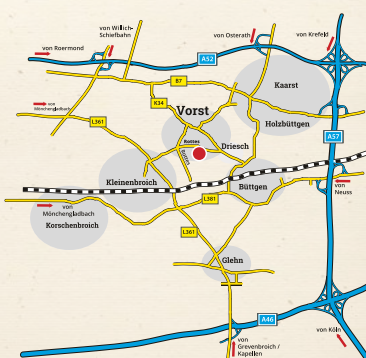 von Willich-
Schiefbahn
von Osterath
von Krefeld
von Roermond
A52
B7
Kaarst
K34
von
Mönchengladbach
Vorst
L361
Holzbüttgen
A57
Rottes
Driesch
Rottes
Kleinenbroich
Büttgen
von
Neuss
L381
von
Mönchengladbach
Korschenbroich
L361
Glehn
A46
von
Köln
von
Grevenbroich /
Kapellen